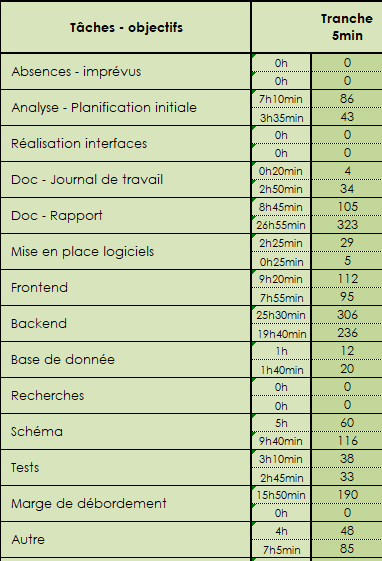 Tâches - objectifs
Tranche
5min
Absences - imprévus
0h 0
0h 0
Analyse - Planification initiale
7h10min 86
3h35min 43
Réalisation interfaces
0h 0
0h 0
Doc - Journal de travail
0h20min 4
2h50min 34
Doc - Rapport
8h45min 105
26h55min 323
Mise en place logiciels
2h25min 29
0h25min 5
Frontend
9h20min 112
7h55min 95
Backend
25h30min 306
19h40min 236
Base de donnée
1h 12
1h40min 20
Recherches
0h 0
0h 0
Schéma
5h 60
9h40min 116
Tests
3h10min 38
2h45min 33
Marge de débordement
15h50min 190
0h 0
Autre
4h 48
7h5min 85